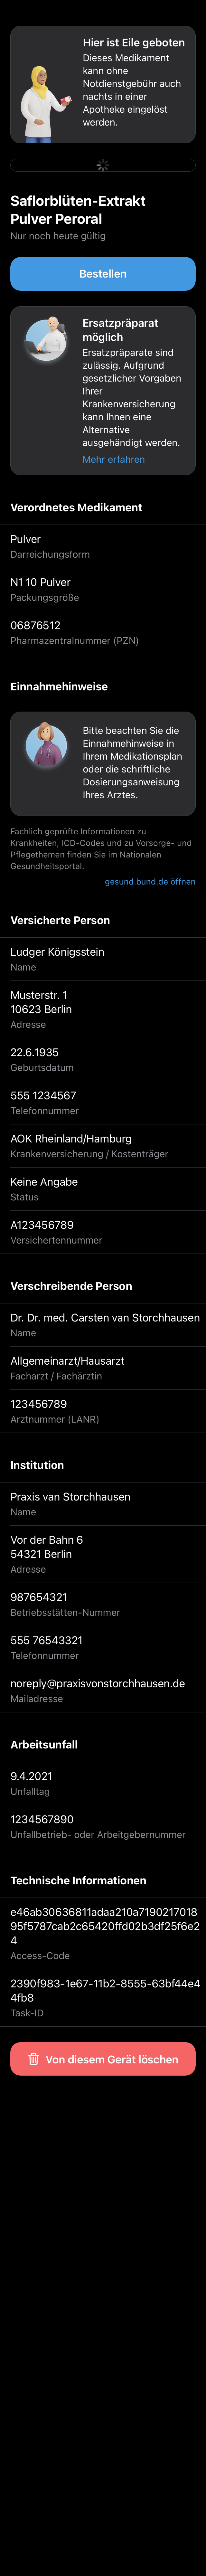 Hier ist Eile geboten
Dieses Medikament
kann ohne
Notdienstgebühr auch
nachts in einer
Apotheke eingelöst
werden.
Saflorblüten-Extrakt
Pulver Peroral
Nur noch heute gültig
Bestellen
Ersatzpräparat
möglich
Ersatzpräparate sind
zulässig. Aufgrund
gesetzlicher Vorgaben
Ihrer
Krankenversicherung
kann Ihnen eine
Alternative
ausgehändigt werden.
Mehr erfahren
Verordnetes Medikament
Pulver
Darreichungsform
N1 10 Pulver
Packungsgröße
06876512
Pharmazentralnummer (PZN)
Einnahmehinweise
Bitte beachten Sie die
Einnahmehinweise in
Ihrem Medikationsplan
oder die schriftliche
Dosierungsanweisung
Ihres Arztes.
Fachlich geprüfte Informationen zu
Krankheiten, ICD-Codes und zu Vorsorge- und
Pflegethemen finden Sie im Nationalen
Gesundheitsportal.
gesund.bund.de öffnen
Versicherte Person
Ludger Königsstein
Name
Musterstr. 1
10623 Berlin
Adresse
22.6.1935
Geburtsdatum
555 1234567
Telefonnummer
AOK Rheinland/Hamburg
Krankenversicherung / Kostenträger
Keine Angabe
Status
A123456789
Versichertennummer
Verschreibende Person
Dr. Dr. med. Carsten van Storchhausen
Name
Allgemeinarzt/Hausarzt
Facharzt / Fachärztin
123456789
Arztnummer (LANR)
Institution
Praxis van Storchhausen
Name
Vor der Bahn 6
54321 Berlin
Adresse
987654321
Betriebsstätten-Nummer
555 76543321
Telefonnummer
noreply@praxisvonstorchhausen.de
Mailadresse
Arbeitsunfall
9.4.2021
Unfalltag
1234567890
Unfallbetrieb- oder Arbeitgebernummer
Technische Informationen
e46ab30636811adaa210a7190217018
95f5787cab2c65420ffd02b3df25f6e2
4
Access-Code
2390f983-1e67-11b2-8555-63bf44e4
4fb8
Task-ID
Von diesem Gerät löschen